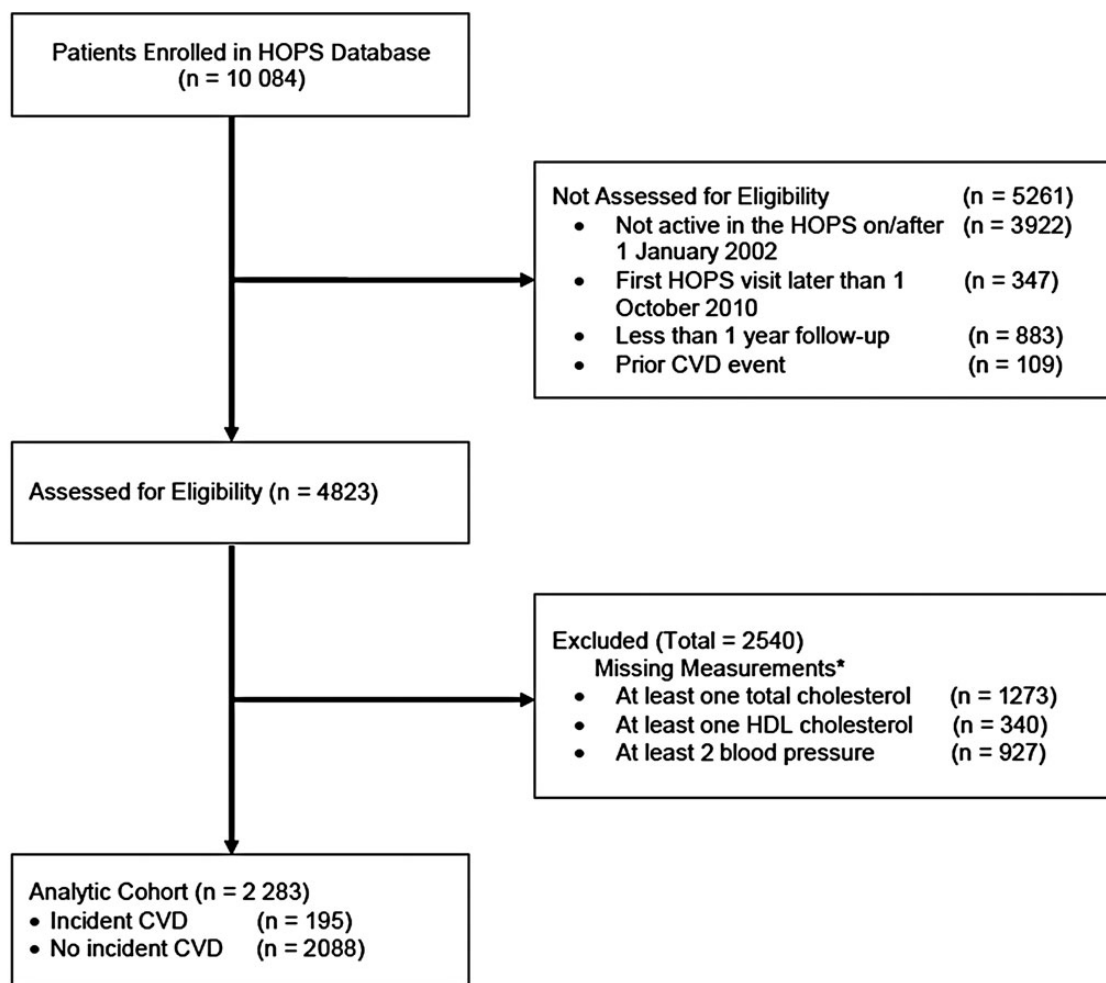 Patients Enrolled in HOPS Database
(n = 10 084)
Not Assessed for Eligibility (n = 5261)
• Not active in the HOPS on/after (n = 3922)
1 January 2002
• First HOPS visit later than 1 (n = 347)
October 2010
• Less than 1 year follow-up (n = 883)
• Prior CVD event (n = 109)
Assessed for Eligibility (n = 4823)
Excluded (Total = 2540)
Missing Measurements*
• At least one total cholesterol (n = 1273)
• At least one HDL cholesterol (n = 340)
• At least 2 blood pressure (n = 927)
Analytic Cohort (n = 2 283)
• Incident CVD (n = 195)
• No incident CVD (n = 2088)